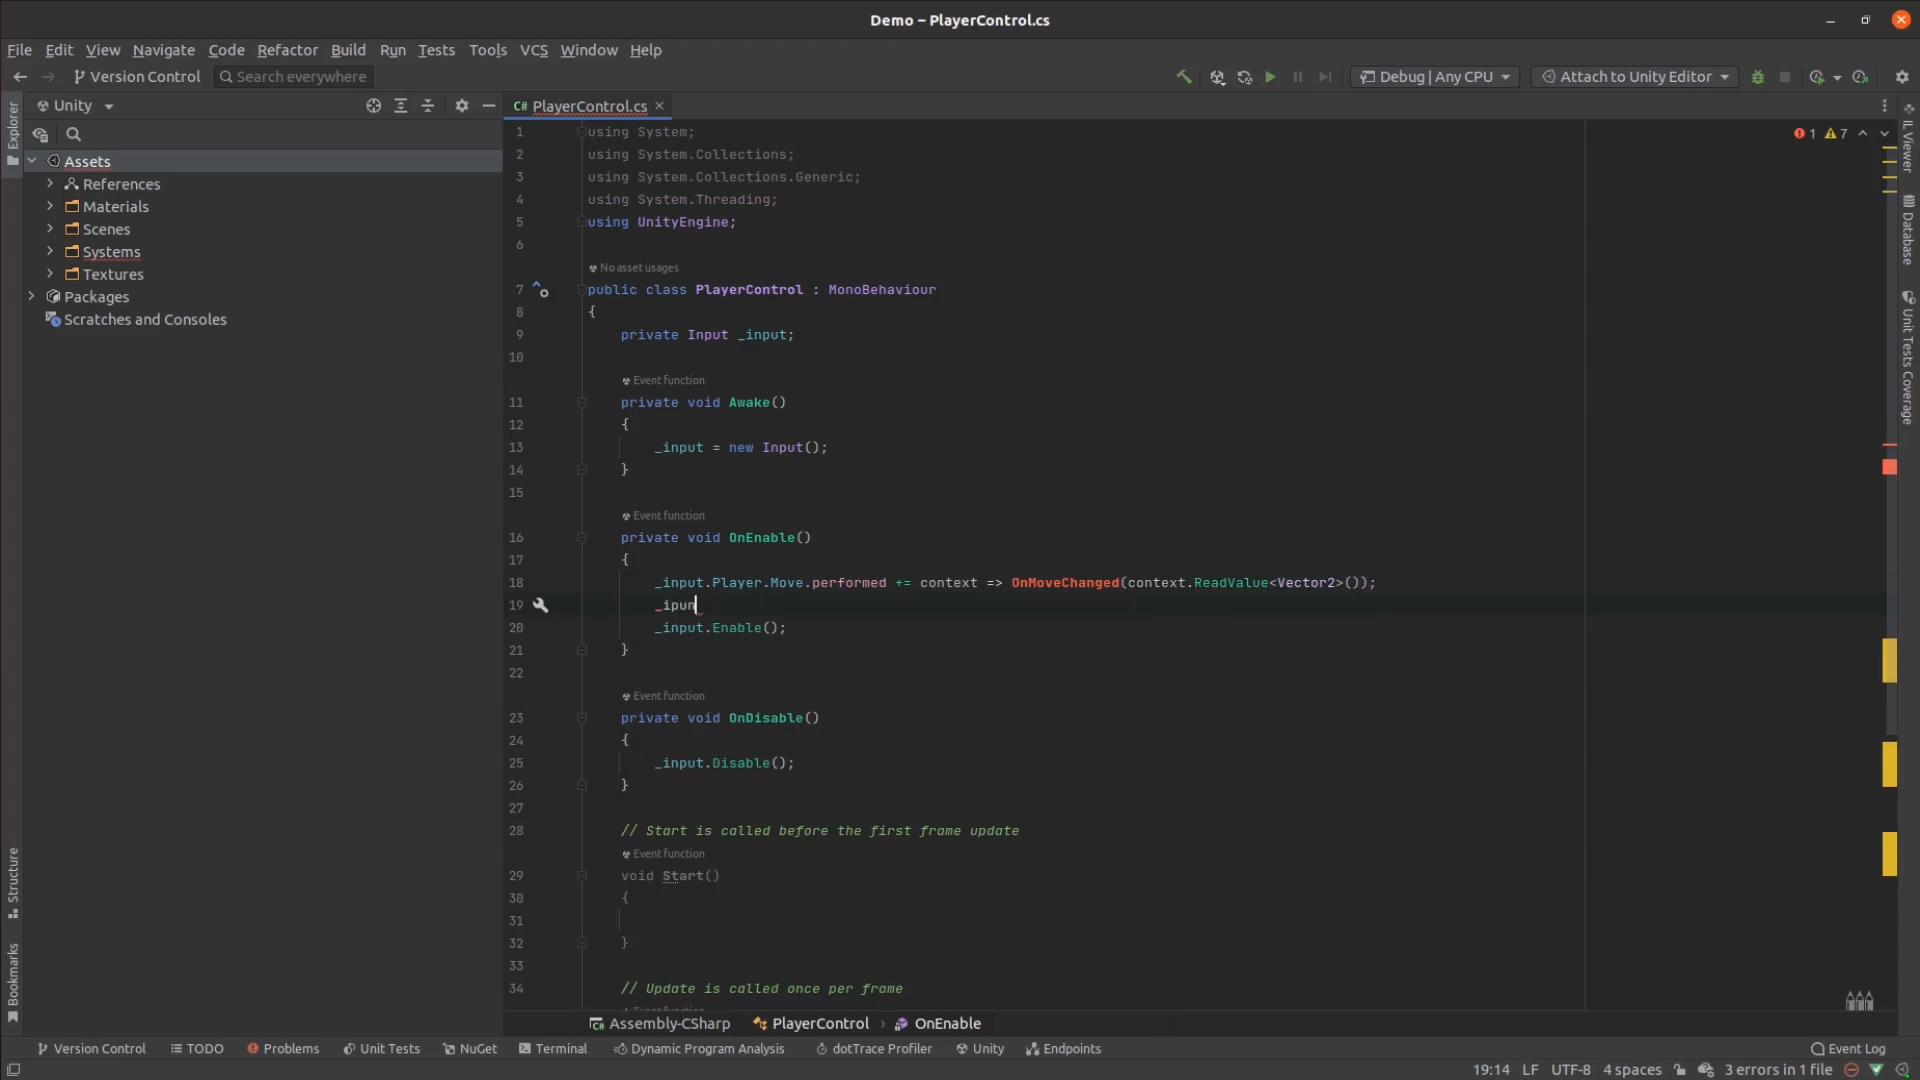 Demo – PlayerControl.cs
File Edit View Navigate Code Refactor Build Run Tests Tools VCS Window Help
Version Control Search everywhere Debug | Any CPU Attach to Unity Editor
Explorer
Unity
C# PlayerControl.cs
Assets
References
Materials
Scenes
Systems
Textures
Packages
Scratches and Consoles
1 using System;
2 using System.Collections;
3 using System.Collections.Generic;
4 using System.Threading;
5 using UnityEngine;
6
No asset usages
7 public class PlayerControl : MonoBehaviour
8 {
9 private Input _input;
10
Event function
11 private void Awake()
12 {
13 _input = new Input();
14 }
15
Event function
16 private void OnEnable()
17 {
18 _input.Player.Move.performed += context => OnMoveChanged(context.ReadValue<Vector2>());
19 _ipun
20 _input.Enable();
21 }
22
Event function
23 private void OnDisable()
24 {
25 _input.Disable();
26 }
27
28 // Start is called before the first frame update
Event function
29 void Start()
30 {
31
32 }
33
34 // Update is called once per frame
Event function
1 7
IL Viewer
Database
Unit Tests Coverage
Structure
Bookmarks
Assembly-CSharp PlayerControl › OnEnable
Version Control TODO Problems Unit Tests NuGet Terminal Dynamic Program Analysis dotTrace Profiler Unity Endpoints Event Log
19:14 LF UTF-8 4 spaces 3 errors in 1 file